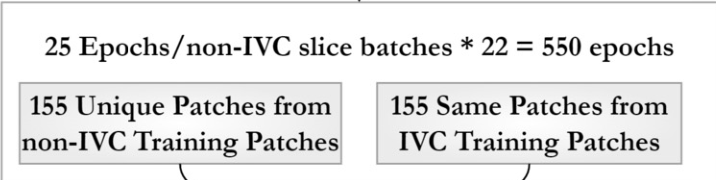 25 Epochs/non-IVC slice batches * 22 = 550 epochs
155 Unique Patches from
non-IVC Training Patches
155 Same Patches from
IVC Training Patches